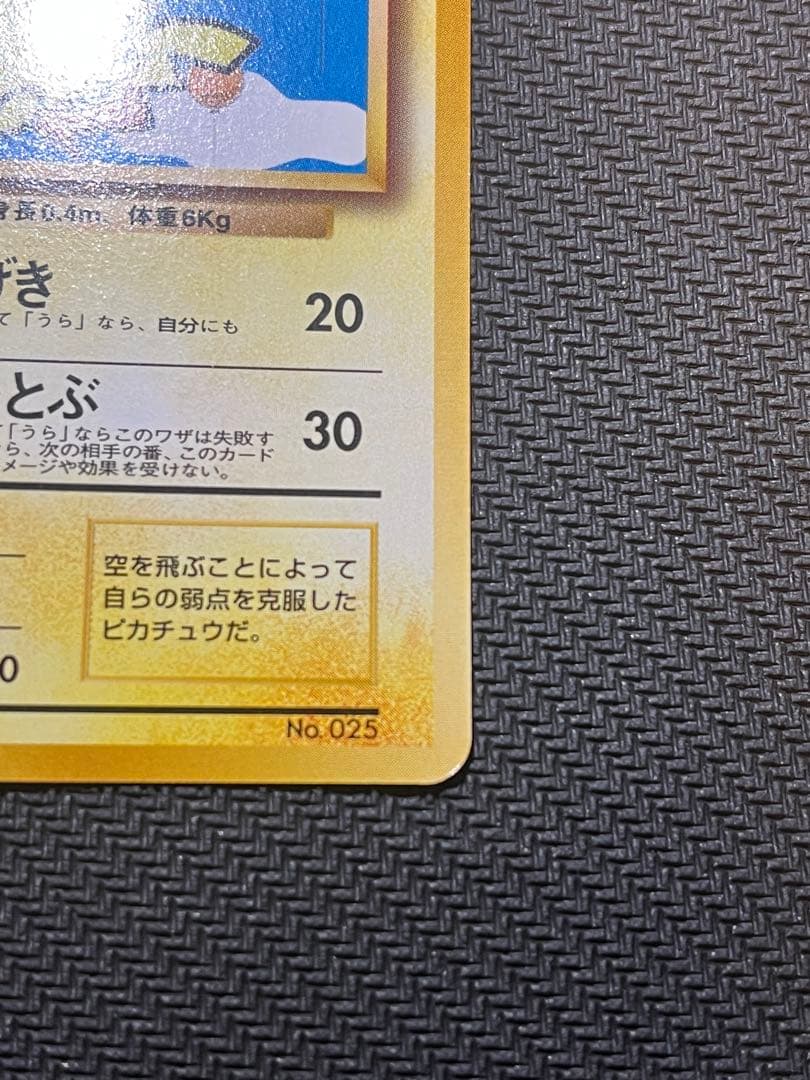 身長0.4m、体重6Kg
げき
て「うら」なら、自分にも
20
とぶ
「うら」ならこのワザは失敗す
ら、次の相手の番、このカード
メージや効果を受けない。
30
空を飛ぶことによって
自らの弱点を克服した
ピカチュウだ。
0
No. 025